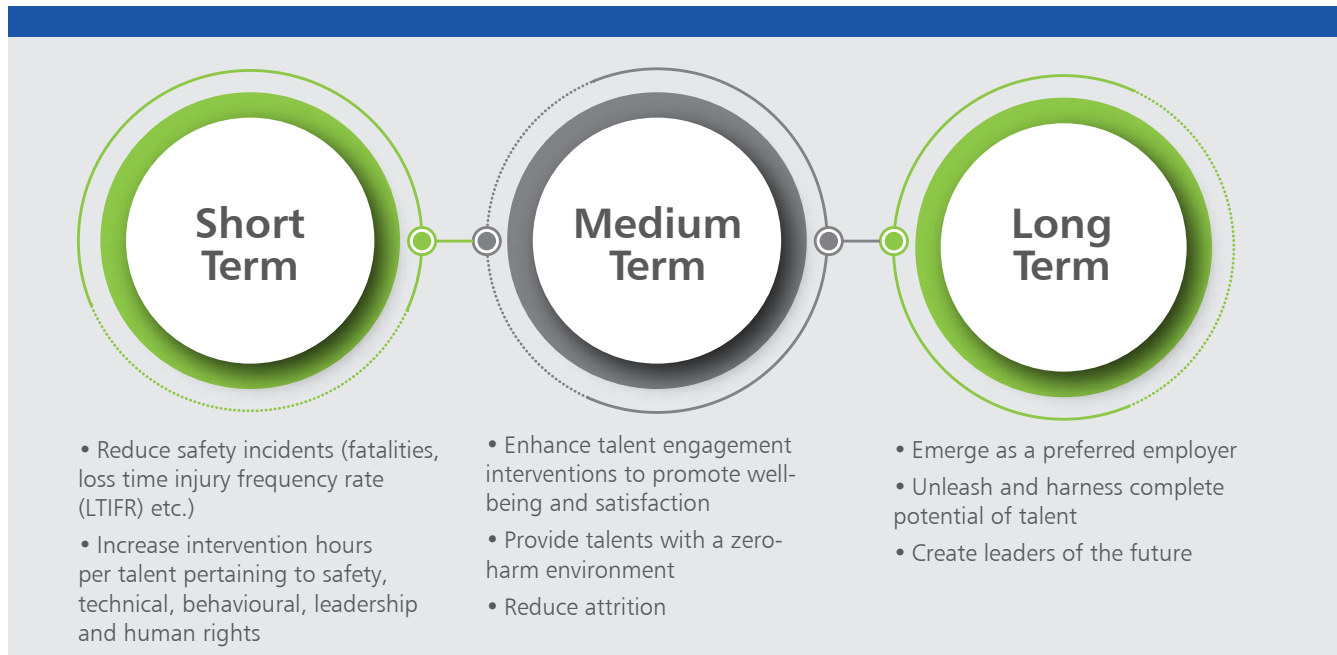 Short
Term
• Reduce safety incidents (fatalities,
loss time injury frequency rate
(LTIFR) etc.)
• Increase intervention hours
per talent pertaining to safety,
technical, behavioural, leadership
and human rights
Medium
Term
• Enhance talent engagement
interventions to promote well-
being and satisfaction
• Provide talents with a zero-
harm environment
• Reduce attrition
Long
Term
• Emerge as a preferred employer
• Unleash and harness complete
potential of talent
• Create leaders of the future